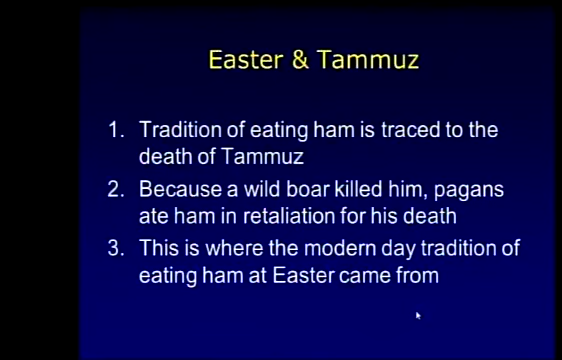 Easter & Tammuz
1. Tradition of eating ham is traced to the
death of Tammuz
2. Because a wild boar killed him, pagans
ate ham in retaliation for his death
3. This is where the modern day tradition of
eating ham at Easter came from